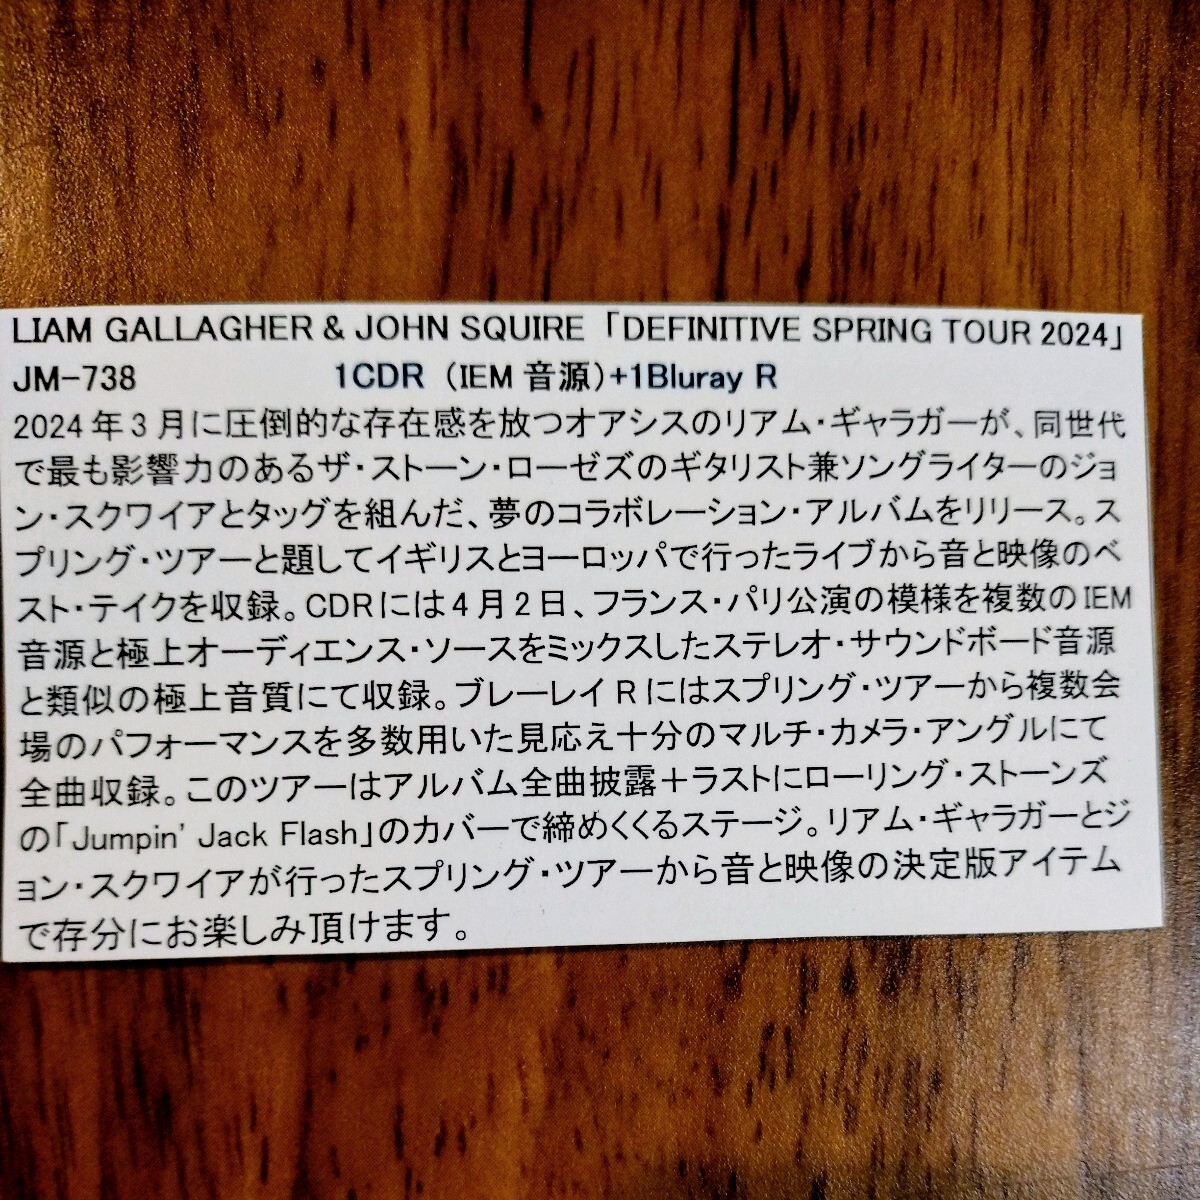 LIAM GALLAGHER & JOHN SQUIRE「DEFINITIVE SPRING TOUR 2024」
JM-738 1CDR (IEM 音源)+1Bluray R
2024年3月に圧倒的な存在感を放つオアシスのリアム・ギャラガーが、同世代
で最も影響力のあるザ・ストーン・ローゼズのギタリスト兼ソングライターのジョ
ン・スクワイアとタッグを組んだ、夢のコラボレーション・アルバムをリリース。ス
プリング・ツアーと題してイギリスとヨーロッパで行ったライブから音と映像のベ
スト・テイクを収録。CDRには4月2日、フランス・パリ公演の模様を複数のIEM
音源と極上オーディエンス・ソースをミックスしたステレオ・サウンドボード音源
と類似の極上音質にて収録。ブレーレイRにはスプリング・ツアーから複数会
場のパフォーマンスを多数用いた見応え十分のマルチ・カメラ・アングルにて
全曲収録。このツアーはアルバム全曲披露＋ラストにローリング・ストーンズ
の「Jumpin' Jack Flash」のカバーで締めくくるステージ。リアム・ギャラガーとジ
ョン・スクワイアが行ったスプリング・ツアーから音と映像の決定版アイテム
で存分にお楽しみ頂けます。